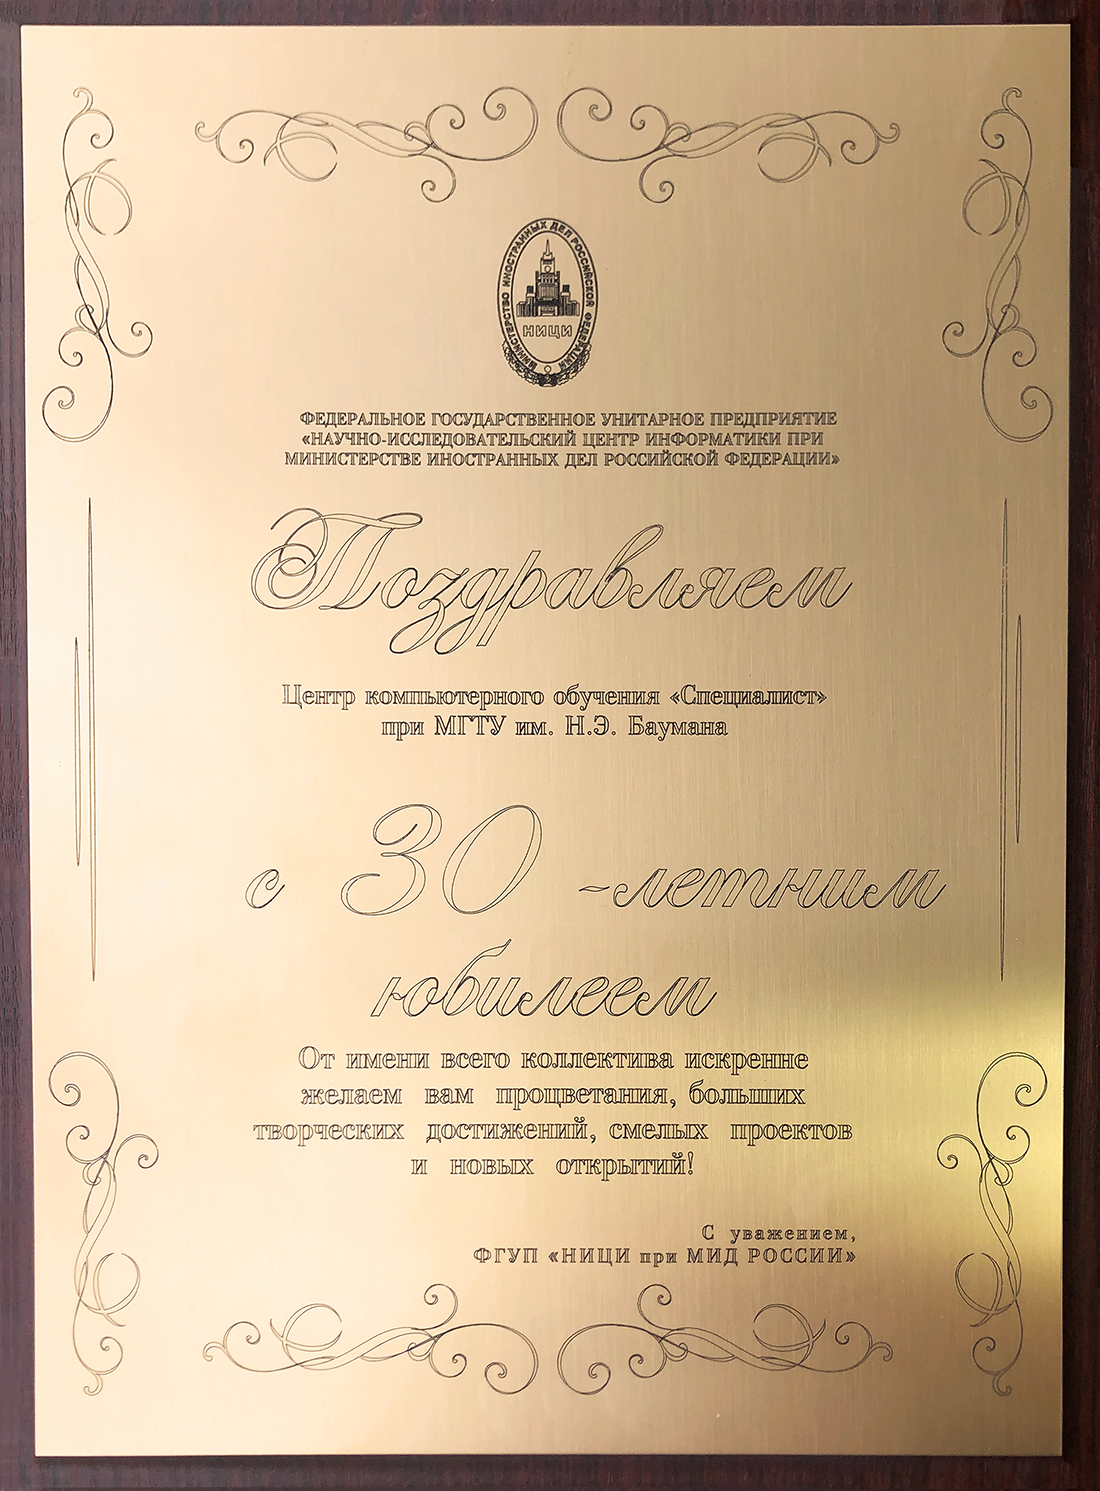 МИНИСТЕРСТВО ИНОСТРАННЫХ ДЕЛ РОССИЙСКОЙ ФЕДЕРАЦИИ
НИЦИ
ФЕДЕРАЛЬНОЕ ГОСУДАРСТВЕННОЕ УНИТАРНОЕ ПРЕДПРИЯТИЕ
«НАУЧНО-ИССЛЕДОВАТЕЛЬСКИЙ ЦЕНТР ИНФОРМАТИКИ ПРИ
МИНИСТЕРСТВЕ ИНОСТРАННЫХ ДЕЛ РОССИЙСКОЙ ФЕДЕРАЦИИ»
Поздравляем
Центр компьютерного обучения «Специалист»
при МГТУ им. Н.Э. Баумана
с 30 -летним
юбилеем
От имени всего коллектива искренне
желаем вам процветания, больших
творческих достижений, смелых проектов
и новых открытий!
С уважением,
ФГУП «НИЦИ при МИД РОССИИ»